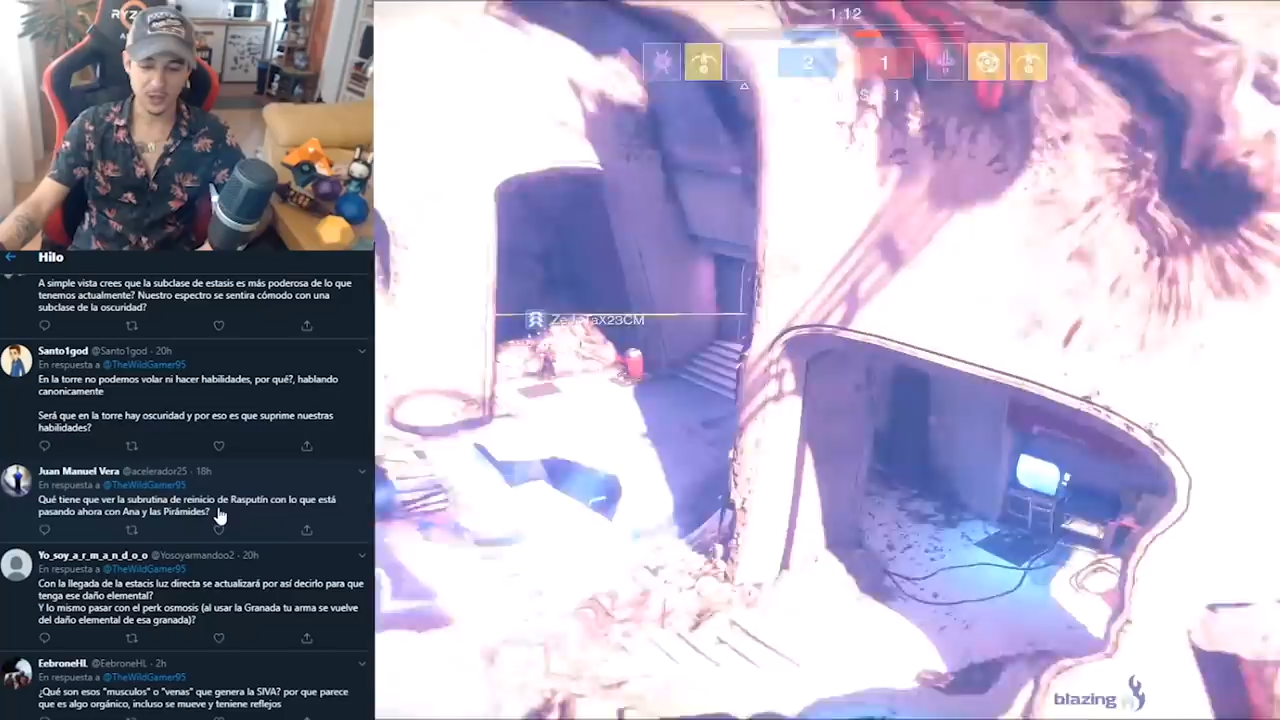 RYZ
Hilo
A simple vista crees que la subclase de estasis es más poderosa de lo que
tenemos actualmente? Nuestro espectro se sentira cómodo con una
subclase de la oscuridad?
Santo1god @Santo1god · 20h
En respuesta a @TheWildGamer95
En la torre no podemos volar ni hacer habilidades, por qué?, hablando
canonicamente
Será que en la torre hay oscuridad y por eso es que suprime nuestras
habilidades?
Juan Manuel Vera @acelerador25 · 18h
En respuesta a @TheWildGamer95
Qué tiene que ver la subrutina de reinicio de Rasputín con lo que está
pasando ahora con Ana y las Pirámides?
Yo_soy_a_r_m_a_n_d_o_o @Yosoyarmandoo2 · 20h
En respuesta a @TheWildGamer95
Con la llegada de la estacis luz directa se actualizará por así decirlo para que
tenga ese daño elemental?
Y lo mismo pasar con el perk osmosis (al usar la Granada tu arma se vuelve
del daño elemental de esa granada)?
EebroneHL @EebroneHL · 2h
En respuesta a @TheWildGamer95
¿Qué son esos "musculos" o "venas" que genera la SIVA? por que parece
que es algo orgánico, incluso se mueve y teniene reflejos
1:12
2
1
1
blazing